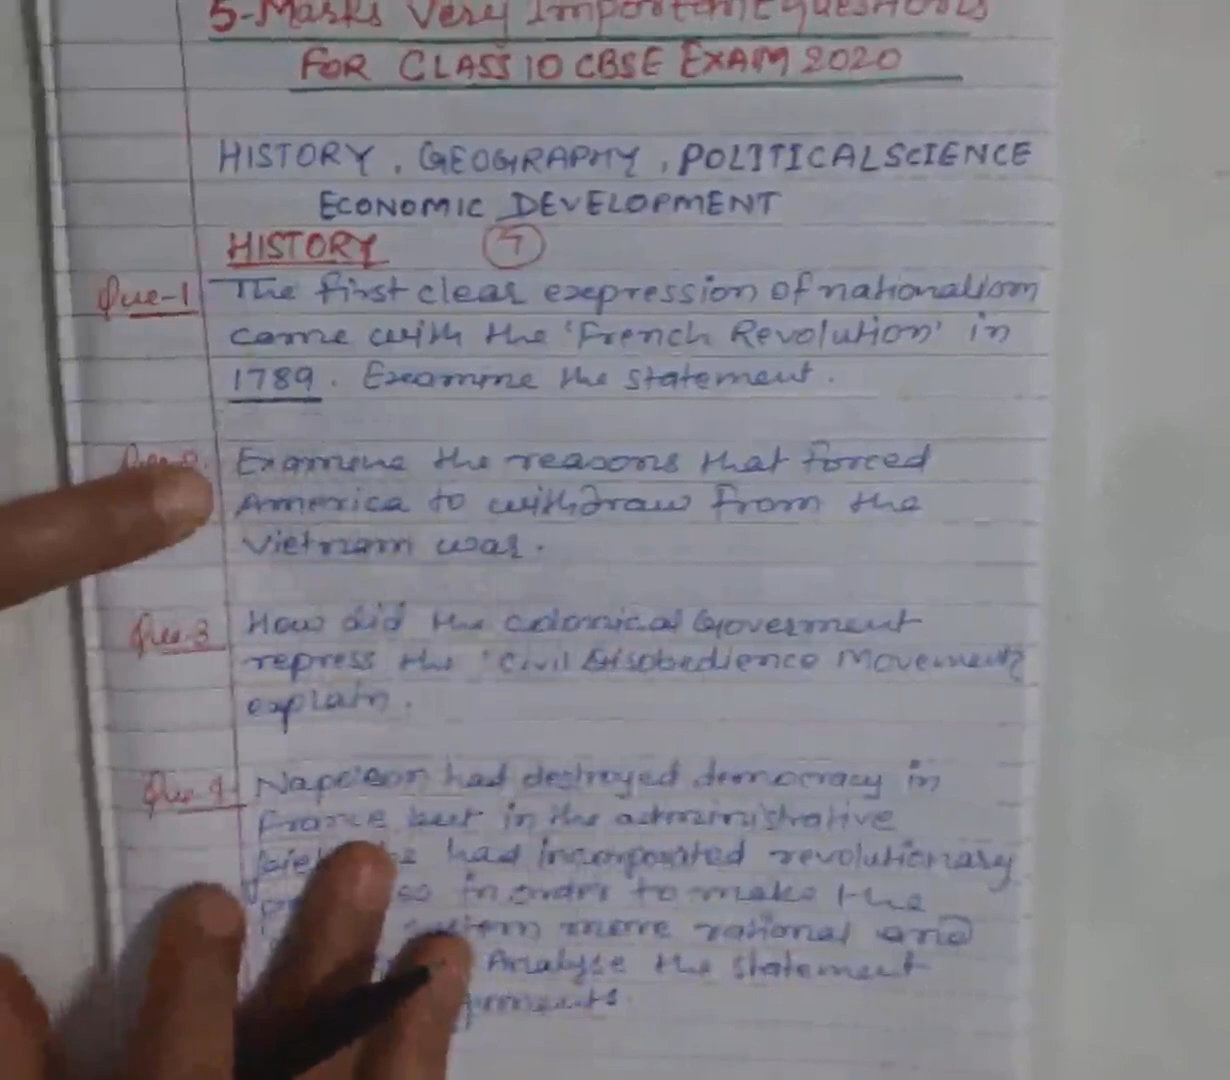 5-Marks Very Important Questions
FOR CLASS 10 CBSE EXAM 2020
HISTORY, GEOGRAPHY, POLITICAL SCIENCE
ECONOMIC DEVELOPMENT
HISTORY
Que-1 The first clear expression of nationalism
came with the 'French Revolution' in
1789. Examine the statement.
Examine the reasons that forced
America to withdraw from the
Vietnam war.
Que.3 How did the colonical Goverment
repress the 'Civil Disobedience Movement'
explain.
Que.4 Napoleon had destroyed democracy in
France but in the administrative
he had incorporated revolutionary
in order to make the
more rational and
Analyse the statement